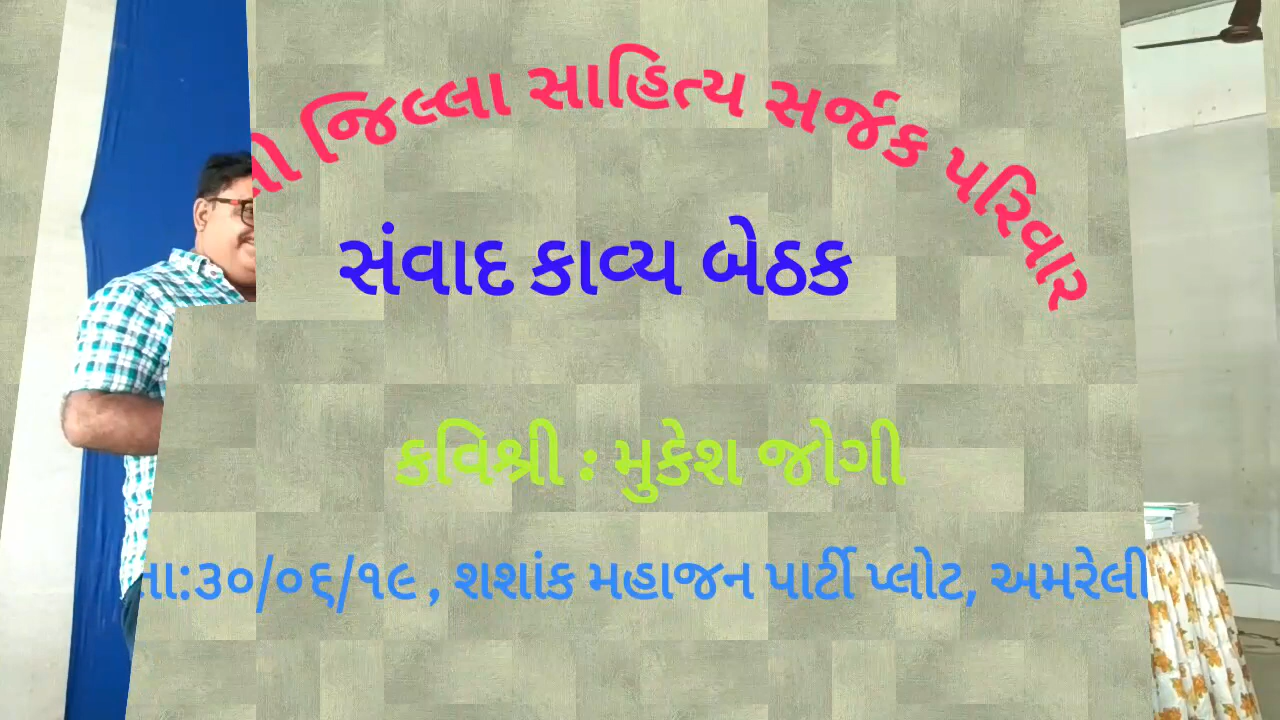 જિલ્લા સાહિત્ય સર્જક પરિવાર
સંવાદ કાવ્ય બેઠક
કવિશ્રી : મુકેશ જોગી
તા:૩૦/૦૬/૧૯ , શશાંક મહાજન પાર્ટી પ્લોટ, અમરેલી